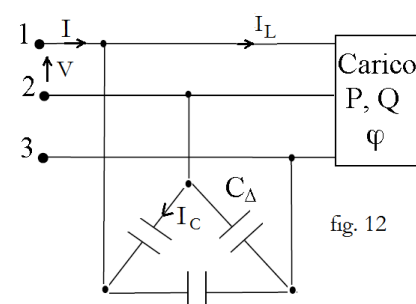 1 I I_L
V
2
3
Carico
P, Q
φ
C_Δ
I_C
fig. 12